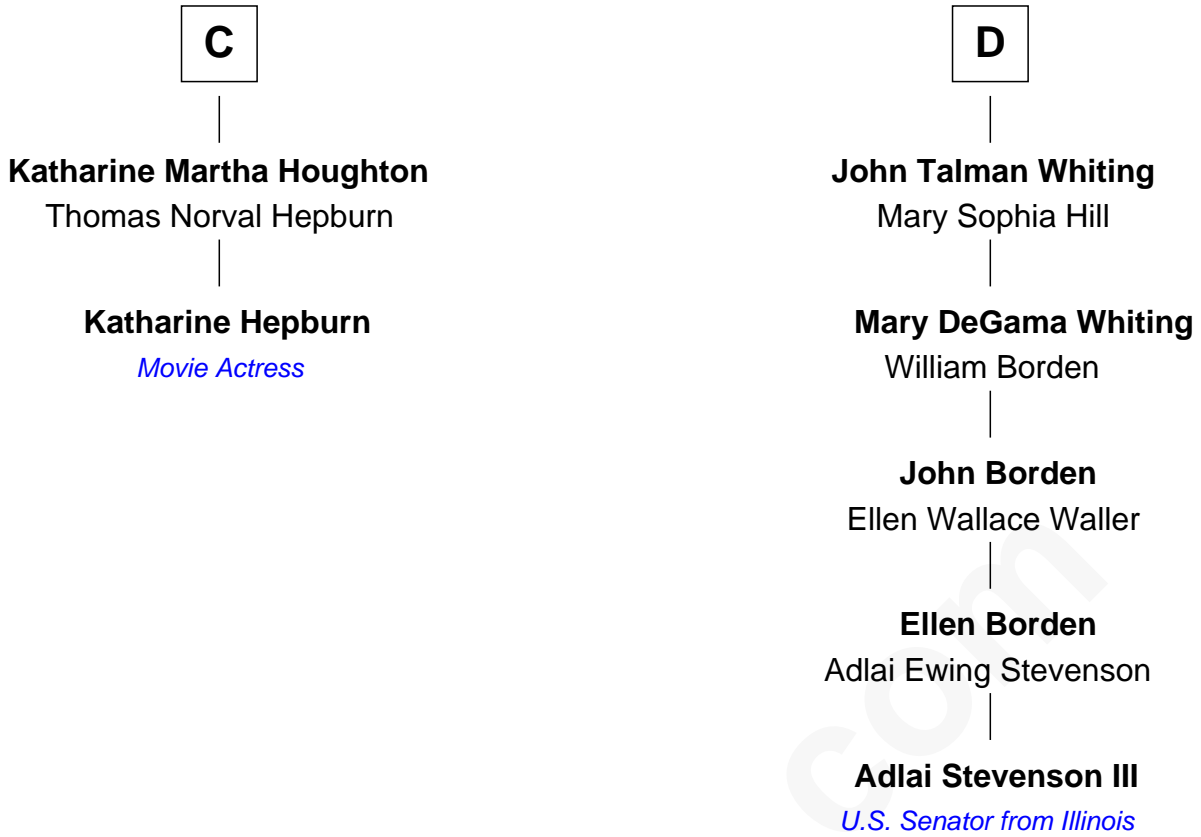 C
Katharine Martha Houghton
Thomas Norval Hepburn
Katharine Hepburn
Movie Actress
D
John Talman Whiting
Mary Sophia Hill
Mary DeGama Whiting
William Borden
John Borden
Ellen Wallace Waller
Ellen Borden
Adlai Ewing Stevenson
Adlai Stevenson III
U.S. Senator from Illinois
com